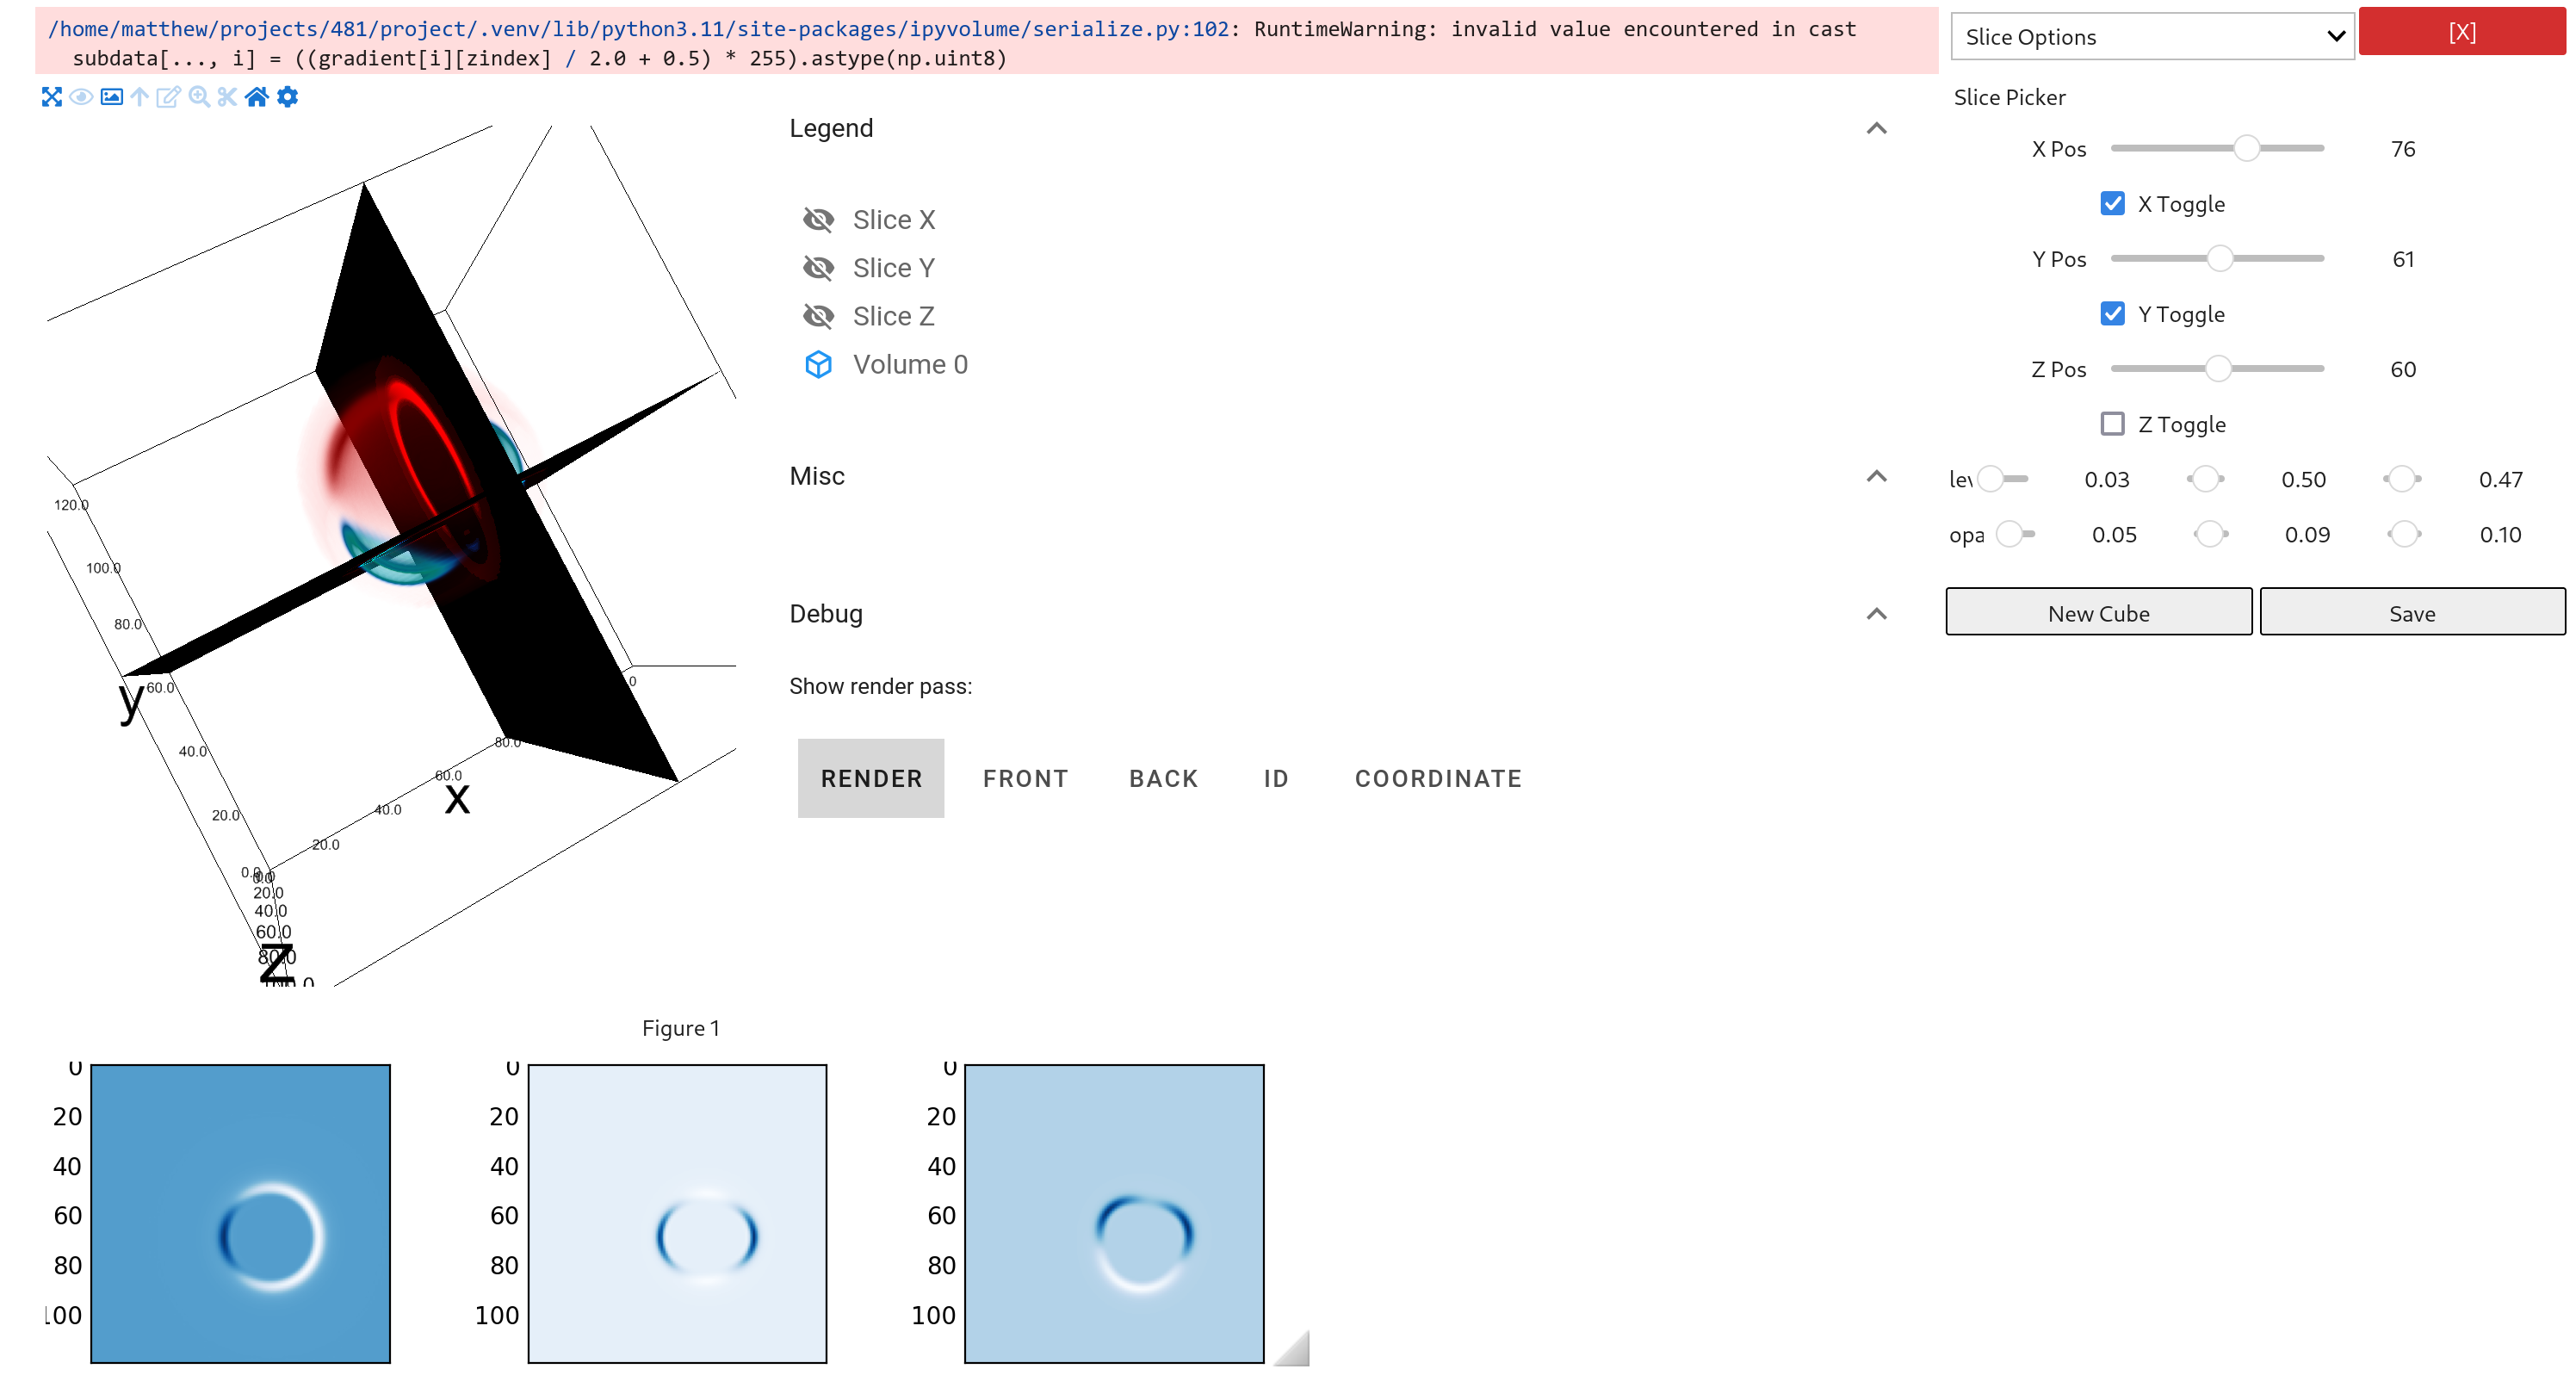 /home/matthew/projects/481/project/.venv/lib/python3.11/site-packages/ipyvolume/serialize.py:102: RuntimeWarning: invalid value encountered in cast
subdata[..., i] = ((gradient[i][zindex] / 2.0 + 0.5) * 255).astype(np.uint8)
Slice Options
[X]
Slice Picker
X Pos 76
X Toggle
Y Pos 61
Y Toggle
Z Pos 60
Z Toggle
lev 0.03 0.50 0.47
opa 0.05 0.09 0.10
New Cube Save
Legend
Slice X
Slice Y
Slice Z
Volume 0
Misc
Debug
Show render pass:
RENDER FRONT BACK ID COORDINATE
120.0
100.0
80.0
y 60.0
40.0
20.0
0.0
0
80.0
60.0
x
40.0
20.0
0.0
20.0
40.0
60.0
80.0
z
100.0
Figure 1
0 0 0
20 20 20
40 40 40
60 60 60
80 80 80
100 100 100